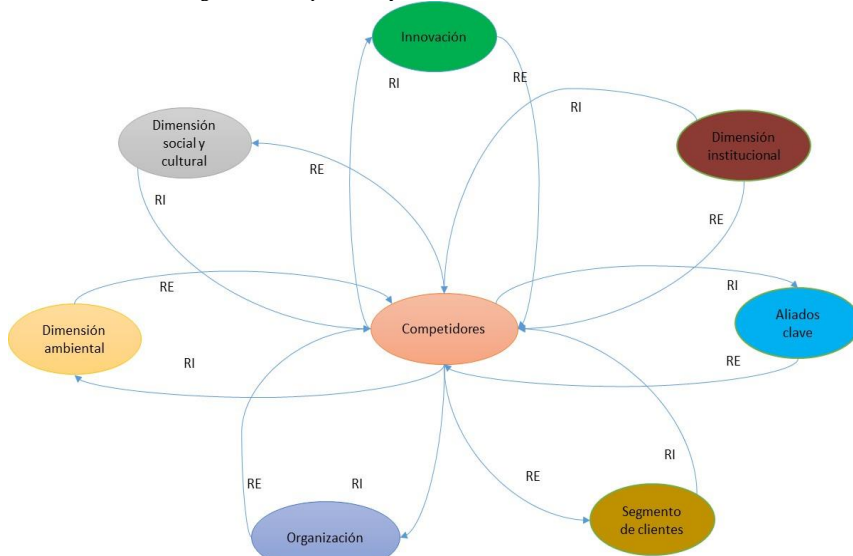 Innovación
RI
RE
RI
Dimensión
social y
cultural
Dimensión
institucional
RE
RI
RE
RE
RI
Dimensión
ambiental
Competidores
Aliados
clave
RI
RE
RI
RE
RE
RI
Organización
Segmento
de clientes